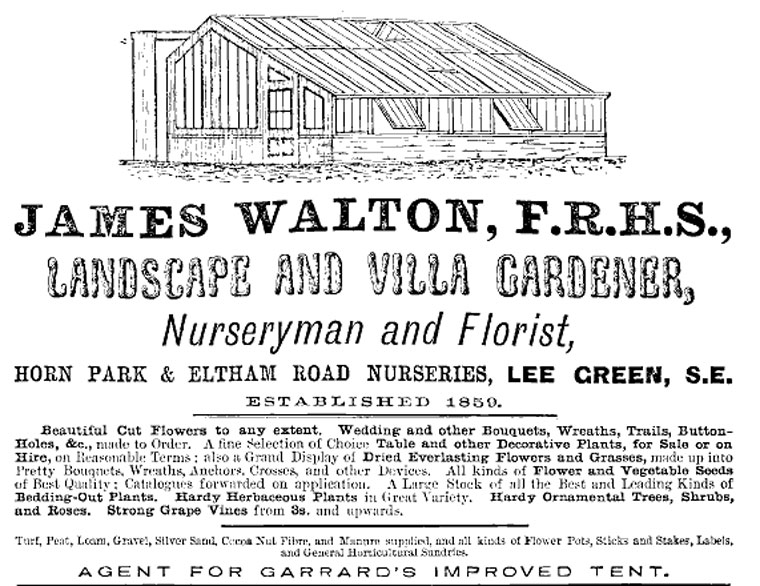 JAMES WALTON, F.R.H.S.,
LANDSCAPE AND VILLA GARDENER,
Nurseryman and Florist,
HORN PARK & ELTHAM ROAD NURSERIES, LEE GREEN, S.E.
ESTABLISHED 1859.
Beautiful Cut Flowers to any extent. Wedding and other Bouquets, Wreaths, Trails, Button-
Holes, &c., made to Order. A fine Selection of Choice Table and other Decorative Plants, for Sale or on
Hire, on Reasonable Terms; also a Grand Display of Dried Everlasting Flowers and Grasses, made up into
Pretty Bouquets, Wreaths, Anchors, Crosses, and other Devices. All kinds of Flower and Vegetable Seeds
of Best Quality; Catalogues forwarded on application. A Large Stock of all the Best and Leading Kinds of
Bedding-Out Plants. Hardy Herbaceous Plants in Great Variety. Hardy Ornamental Trees, Shrubs,
and Roses. Strong Grape Vines from 3s. and upwards.
Turf, Peat, Loam, Gravel, Silver Sand, Cocoa Nut Fibre, and Manure supplied, and all kinds of Flower Pots, Sticks and Stakes, Labels,
and General Horticultural Sundries.
AGENT FOR GARRARD'S IMPROVED TENT.